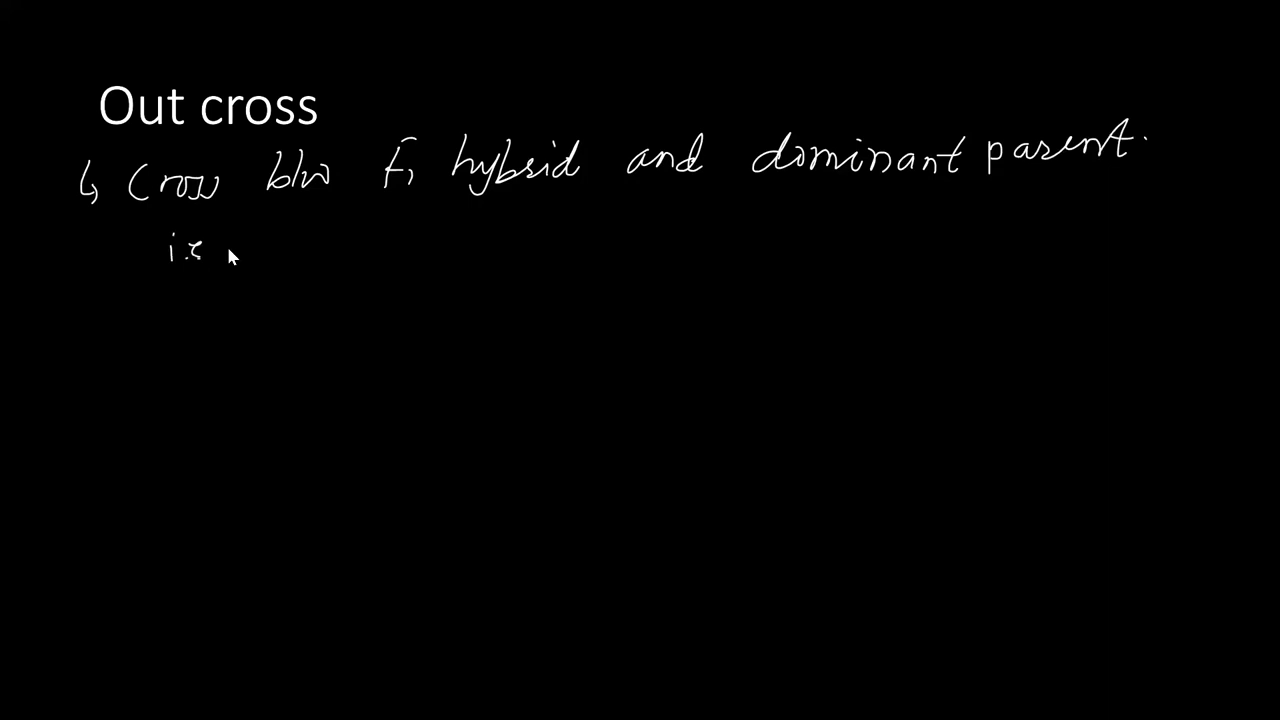 Out cross
↳ Cross b/w F₁ hybrid and dominant parent.
i.e